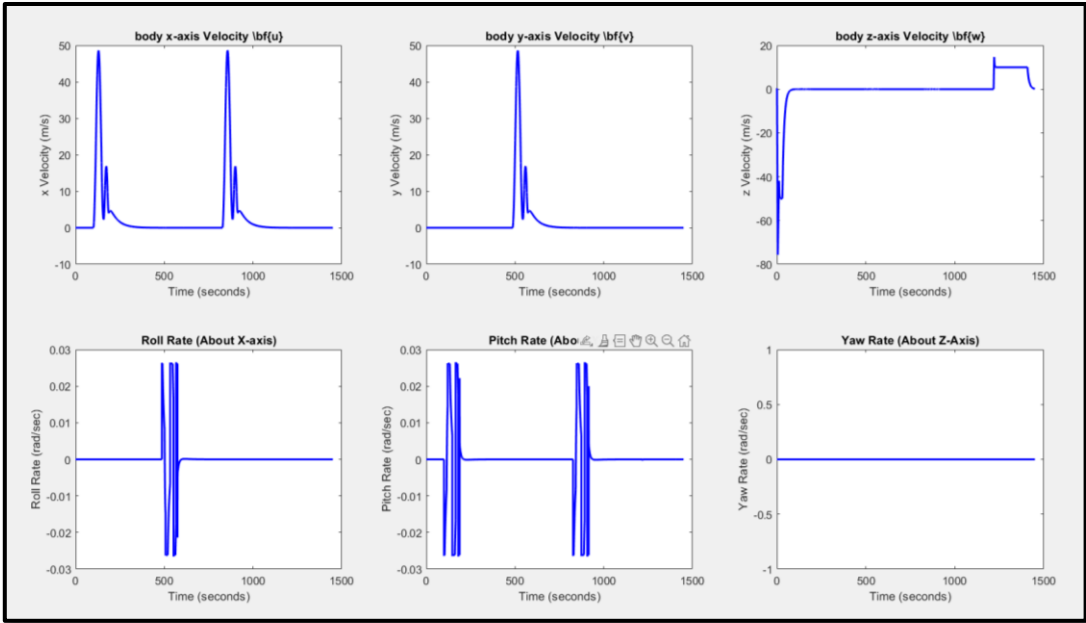 body x-axis Velocity \bf{u}
50
40
30
20
10
0
-10
x Velocity (m/s)
0 500 1000 1500
Time (seconds)
body y-axis Velocity \bf{v}
50
40
30
20
10
0
-10
y Velocity (m/s)
0 500 1000 1500
Time (seconds)
body z-axis Velocity \bf{w}
20
0
-20
-40
-60
-80
z Velocity (m/s)
0 500 1000 1500
Time (seconds)
Roll Rate (About X-axis)
0.03
0.02
0.01
0
-0.01
-0.02
-0.03
Roll Rate (rad/sec)
0 500 1000 1500
Time (seconds)
Pitch Rate (Abo
0.03
0.02
0.01
0
-0.01
-0.02
-0.03
Pitch Rate (rad/sec)
0 500 1000 1500
Time (seconds)
Yaw Rate (About Z-Axis)
1
0.5
0
-0.5
-1
Yaw Rate (rad/sec)
0 500 1000 1500
Time (seconds)